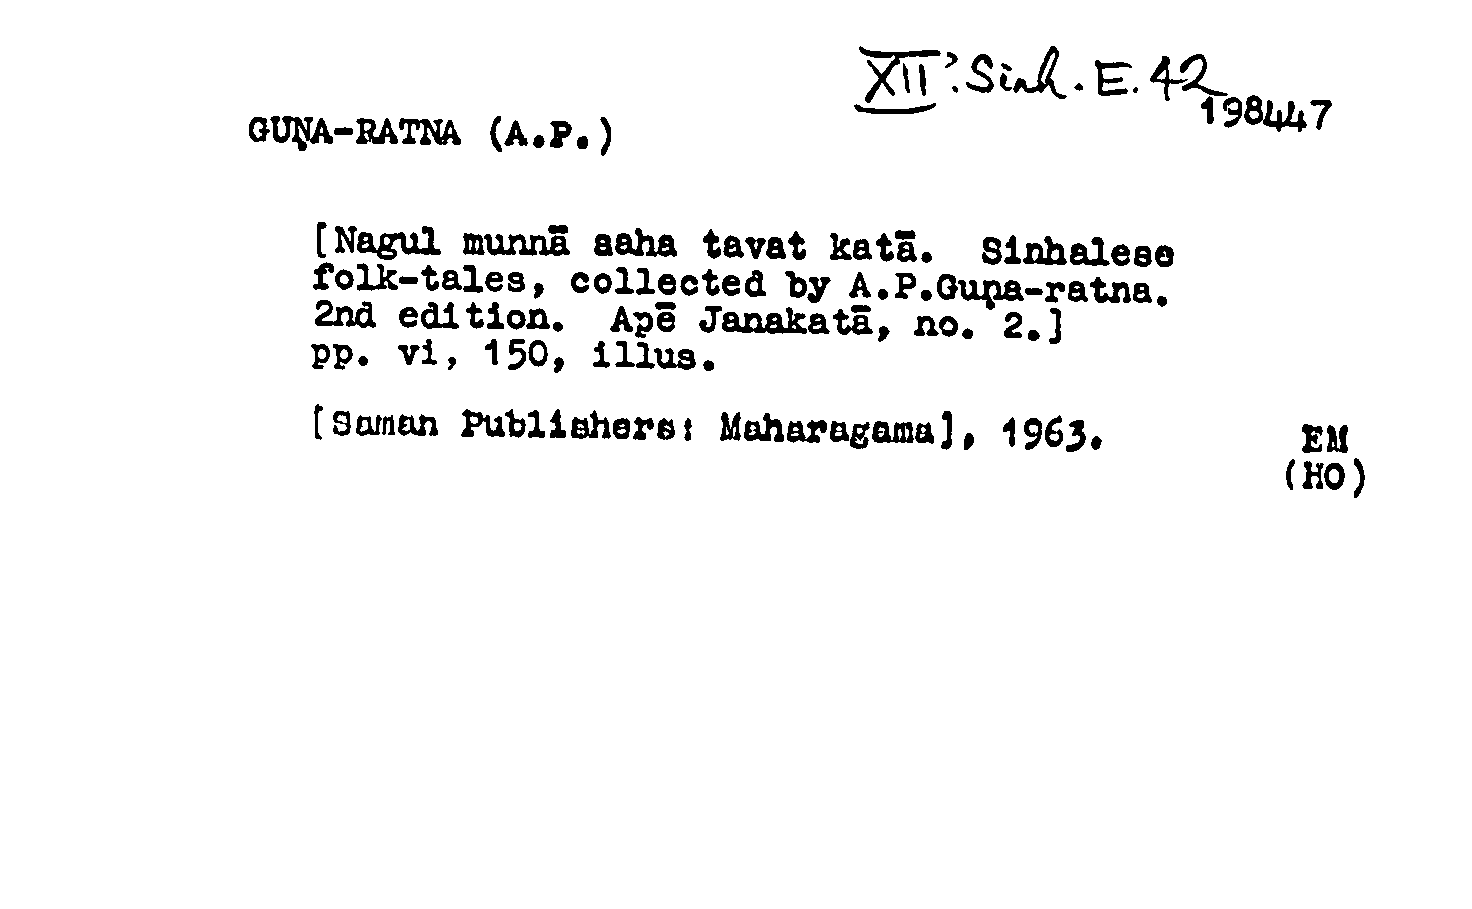 XII'. Sinh. E. 42
198447
GUṆA-RATNA (A.P.)
[Nagul munnā saha tavat katā. Sinhalese
folk-tales, collected by A.P.Guṇa-ratna.
2nd edition. Apē Janakatā, no. 2.]
pp. vi, 150, illus.
[Saman Publishers: Maharagama], 1963.
EM
(HO)